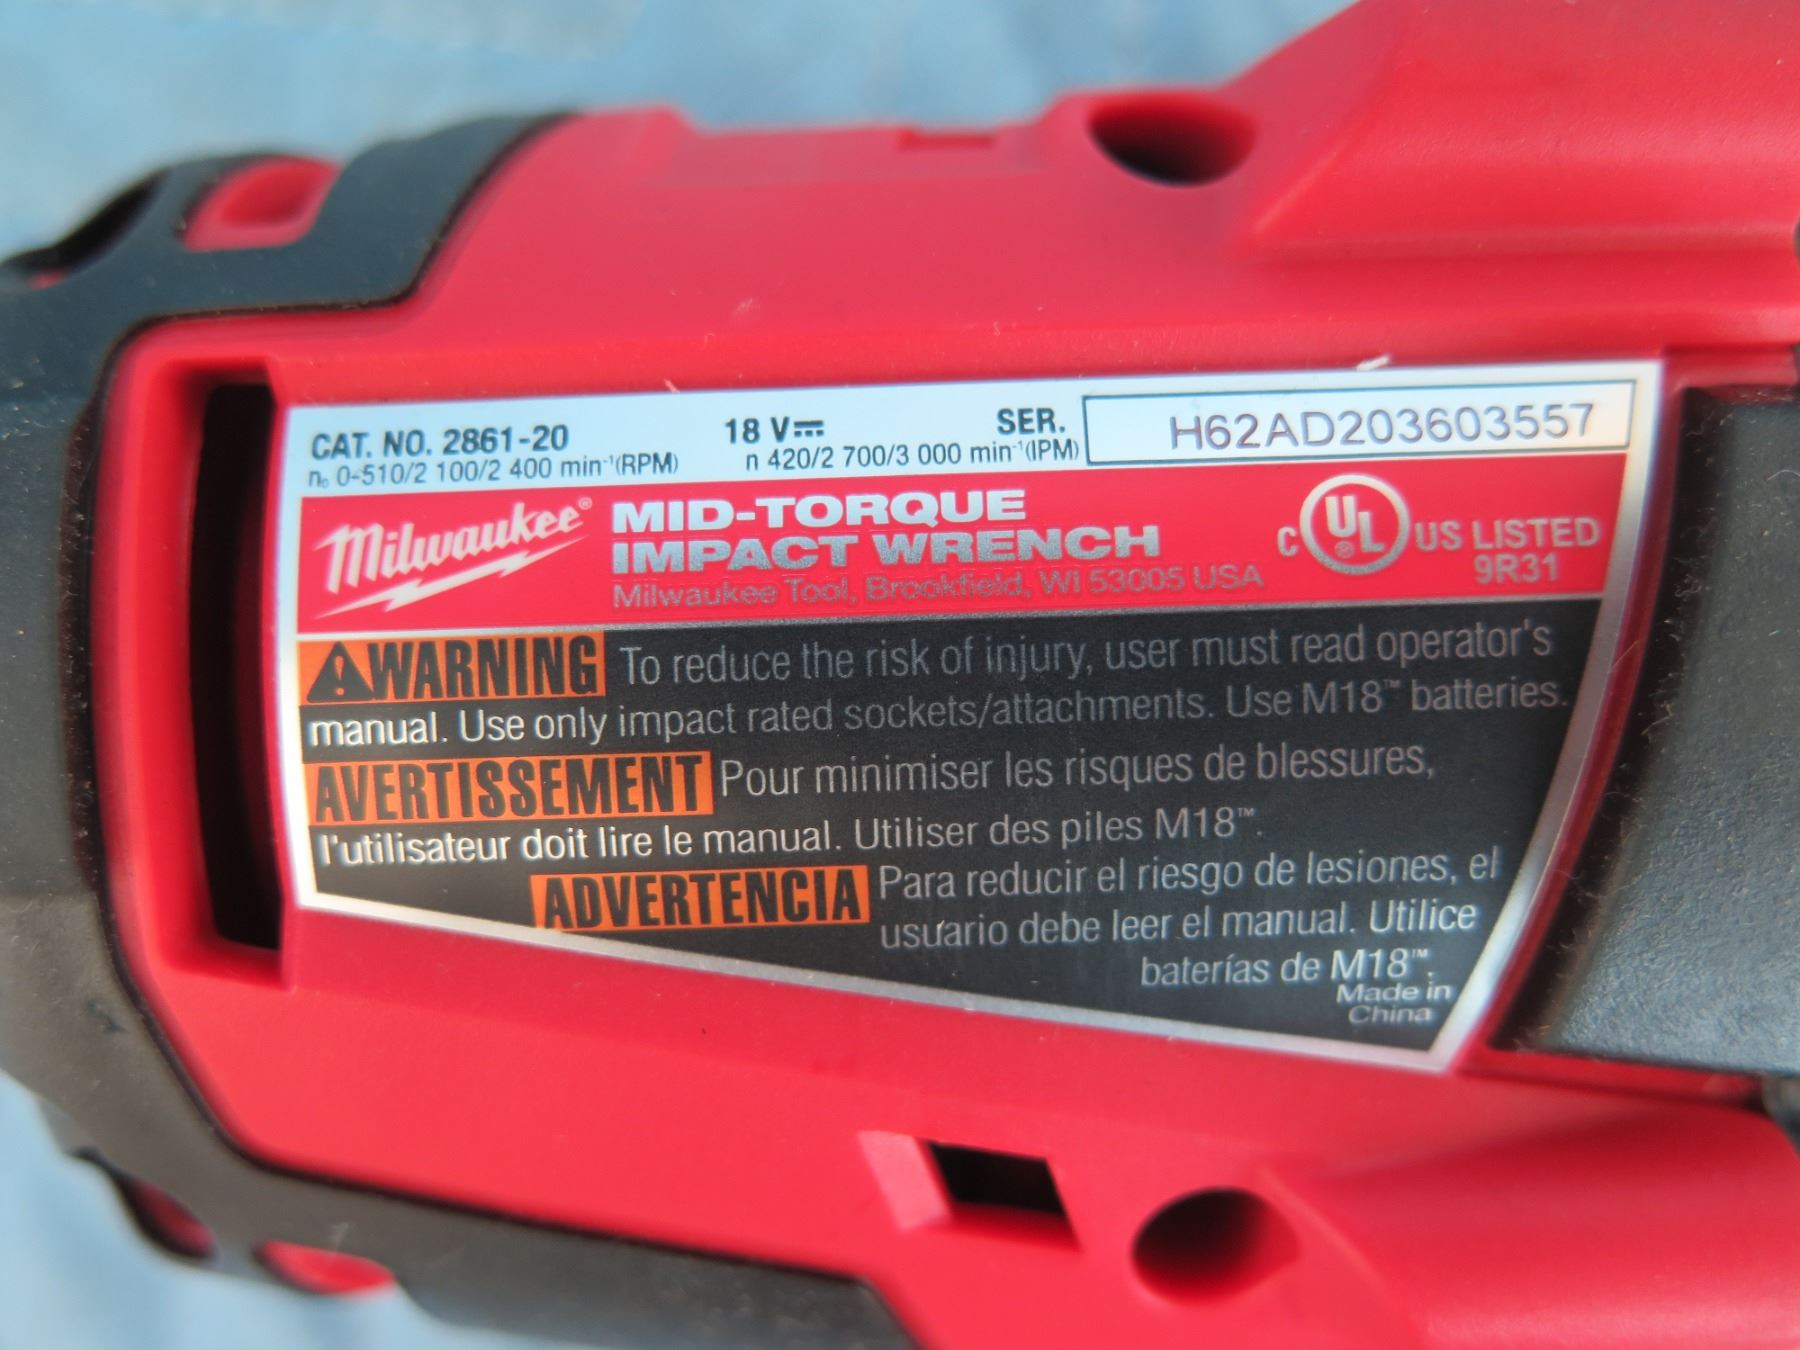 CAT. NO. 2861-20 18 V⎓ SER. H62AD203603557
n₀ 0-510/2 100/2 400 min⁻¹(RPM) n 420/2 700/3 000 min⁻¹(IPM)
Milwaukee® MID-TORQUE
IMPACT WRENCH
Milwaukee Tool, Brookfield, WI 53005 USA
C UL® US LISTED
9R31
WARNING To reduce the risk of injury, user must read operator's
manual. Use only impact rated sockets/attachments. Use M18™ batteries.
AVERTISSEMENT Pour minimiser les risques de blessures,
l'utilisateur doit lire le manual. Utiliser des piles M18™.
ADVERTENCIA Para reducir el riesgo de lesiones, el
usuario debe leer el manual. Utilice
baterías de M18™.
Made in
China